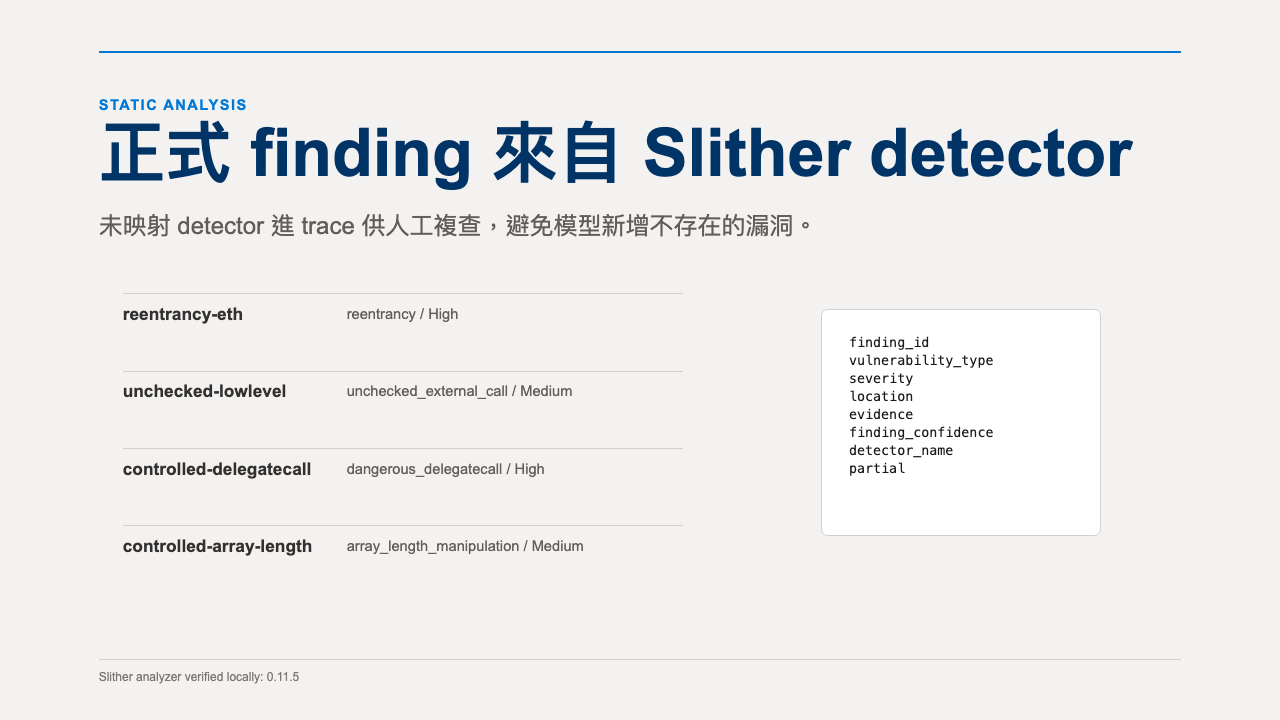 STATIC ANALYSIS
正式 finding 來自 Slither detector
未映射 detector 進 trace 供人工複查，避免模型新增不存在的漏洞。
reentrancy-eth reentrancy / High
unchecked-lowlevel unchecked_external_call / Medium
controlled-delegatecall dangerous_delegatecall / High
controlled-array-length array_length_manipulation / Medium
finding_id
vulnerability_type
severity
location
evidence
finding_confidence
detector_name
partial
Slither analyzer verified locally: 0.11.5